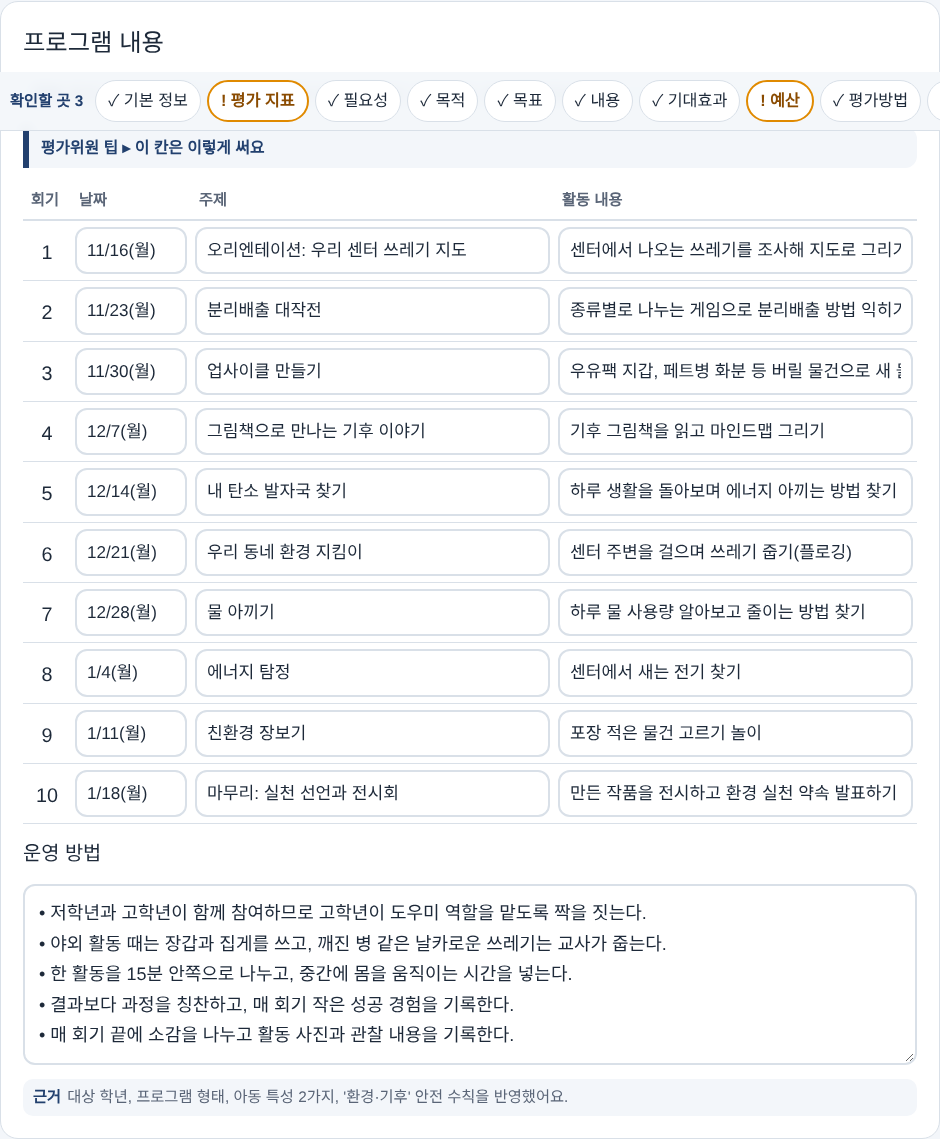 프로그램 내용
확인할 곳 3 ✓ 기본 정보 ! 평가 지표 ✓ 필요성 ✓ 목적 ✓ 목표 ✓ 내용 ✓ 기대효과 ! 예산 ✓ 평가방법
평가위원 팁 ▸ 이 칸은 이렇게 써요
회기 날짜 주제 활동 내용
1 11/16(월) 오리엔테이션: 우리 센터 쓰레기 지도 센터에서 나오는 쓰레기를 조사해 지도로 그리기
2 11/23(월) 분리배출 대작전 종류별로 나누는 게임으로 분리배출 방법 익히기
3 11/30(월) 업사이클 만들기 우유팩 지갑, 페트병 화분 등 버릴 물건으로 새
4 12/7(월) 그림책으로 만나는 기후 이야기 기후 그림책을 읽고 마인드맵 그리기
5 12/14(월) 내 탄소 발자국 찾기 하루 생활을 돌아보며 에너지 아끼는 방법 찾기
6 12/21(월) 우리 동네 환경 지킴이 센터 주변을 걸으며 쓰레기 줍기(플로깅)
7 12/28(월) 물 아끼기 하루 물 사용량 알아보고 줄이는 방법 찾기
8 1/4(월) 에너지 탐정 센터에서 새는 전기 찾기
9 1/11(월) 친환경 장보기 포장 적은 물건 고르기 놀이
10 1/18(월) 마무리: 실천 선언과 전시회 만든 작품을 전시하고 환경 실천 약속 발표하기
운영 방법
• 저학년과 고학년이 함께 참여하므로 고학년이 도우미 역할을 맡도록 짝을 짓는다.
• 야외 활동 때는 장갑과 집게를 쓰고, 깨진 병 같은 날카로운 쓰레기는 교사가 줍는다.
• 한 활동을 15분 안쪽으로 나누고, 중간에 몸을 움직이는 시간을 넣는다.
• 결과보다 과정을 칭찬하고, 매 회기 작은 성공 경험을 기록한다.
• 매 회기 끝에 소감을 나누고 활동 사진과 관찰 내용을 기록한다.
근거 대상 학년, 프로그램 형태, 아동 특성 2가지, '환경·기후' 안전 수칙을 반영했어요.